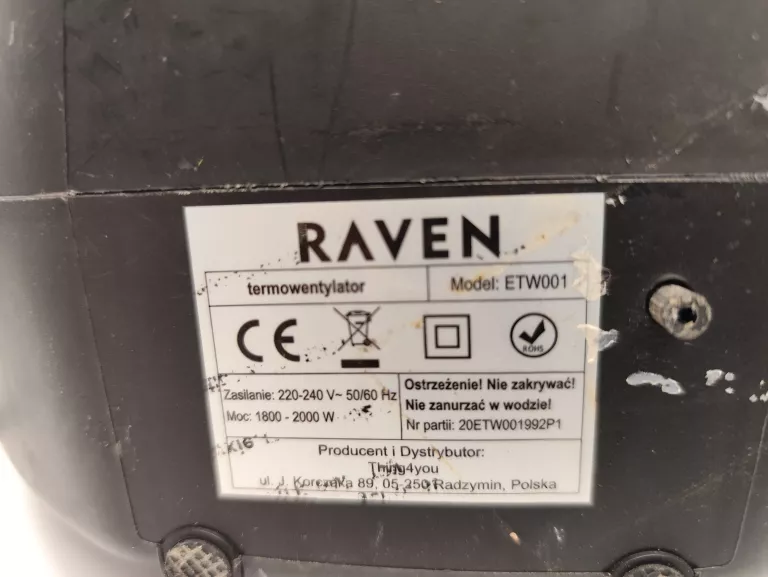 RAVEN
termowentylator
Model: ETW001
CE
ROHS
Zasilanie: 220-240 V~ 50/60 Hz
Moc: 1800 - 2000 W
Ostrzeżenie! Nie zakrywać!
Nie zanurzać w wodzie!
Nr partii: 20ETW001992P1
Producent i Dystrybutor:
Thing4you
ul. J. Korczaka 89, 05-250 Radzymin, Polska